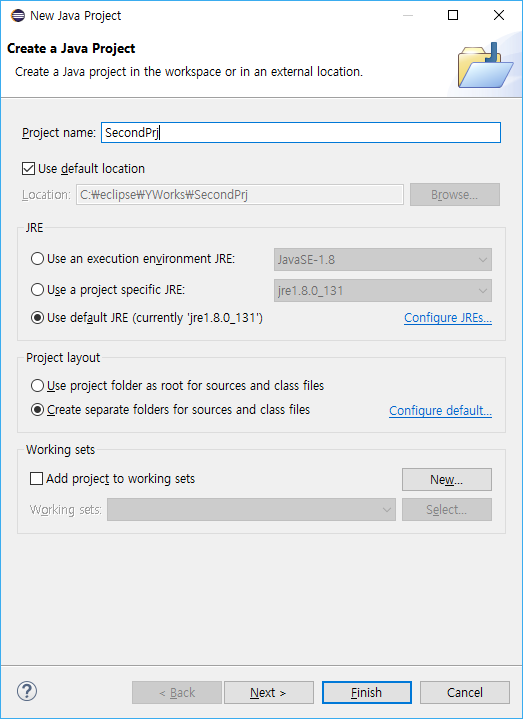 New Java Project
Create a Java Project
Create a Java project in the workspace or in an external location.
Project name: SecondPrj
Use default location
Location: C:₩eclipse₩YWorks₩SecondPrj Browse...
JRE
Use an execution environment JRE: JavaSE-1.8
Use a project specific JRE: jre1.8.0_131
Use default JRE (currently 'jre1.8.0_131') Configure JREs...
Project layout
Use project folder as root for sources and class files
Create separate folders for sources and class files Configure default...
Working sets
Add project to working sets New...
Working sets: Select...
? < Back Next > Finish Cancel